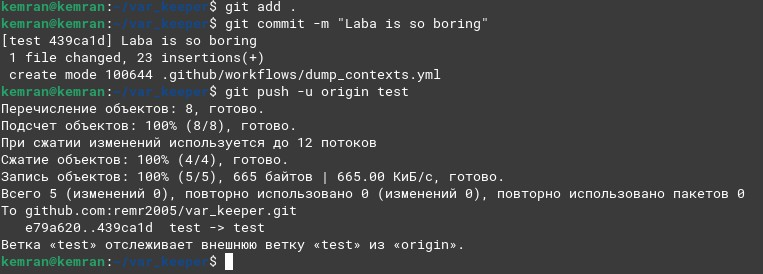 kemran@kemran:~/var_keeper$ git add .
kemran@kemran:~/var_keeper$ git commit -m "Laba is so boring"
[test 439ca1d] Laba is so boring
 1 file changed, 23 insertions(+)
 create mode 100644 .github/workflows/dump_contexts.yml
kemran@kemran:~/var_keeper$ git push -u origin test
Перечисление объектов: 8, готово.
Подсчет объектов: 100% (8/8), готово.
При сжатии изменений используется до 12 потоков
Сжатие объектов: 100% (4/4), готово.
Запись объектов: 100% (5/5), 665 байтов | 665.00 КиБ/с, готово.
Всего 5 (изменений 0), повторно использовано 0 (изменений 0), повторно использовано пакетов 0
To github.com:remr2005/var_keeper.git
   e79a620..439ca1d  test -> test
Ветка «test» отслеживает внешнюю ветку «test» из «origin».
kemran@kemran:~/var_keeper$